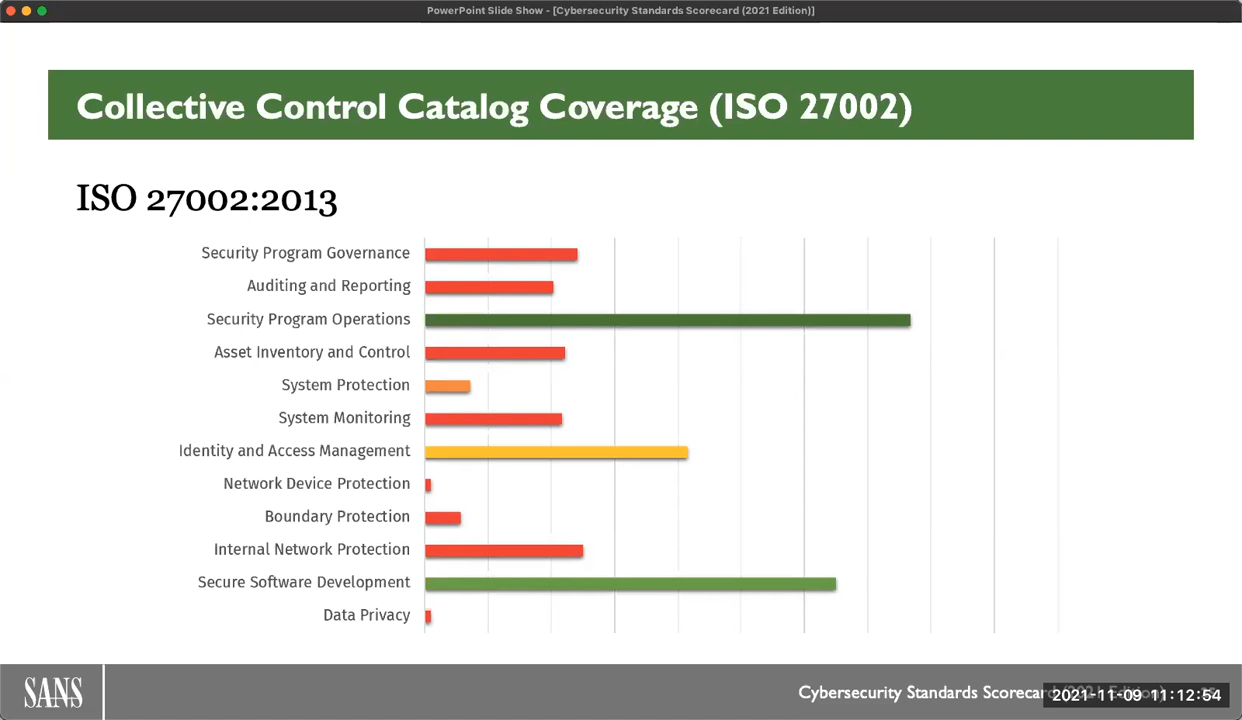 PowerPoint Slide Show - [Cybersecurity Standards Scorecard (2021 Edition)]
Collective Control Catalog Coverage (ISO 27002)
ISO 27002:2013
Security Program Governance
Auditing and Reporting
Security Program Operations
Asset Inventory and Control
System Protection
System Monitoring
Identity and Access Management
Network Device Protection
Boundary Protection
Internal Network Protection
Secure Software Development
Data Privacy
SANS
Cybersecurity Standards Scorecard
2021-11-09 11:12:54